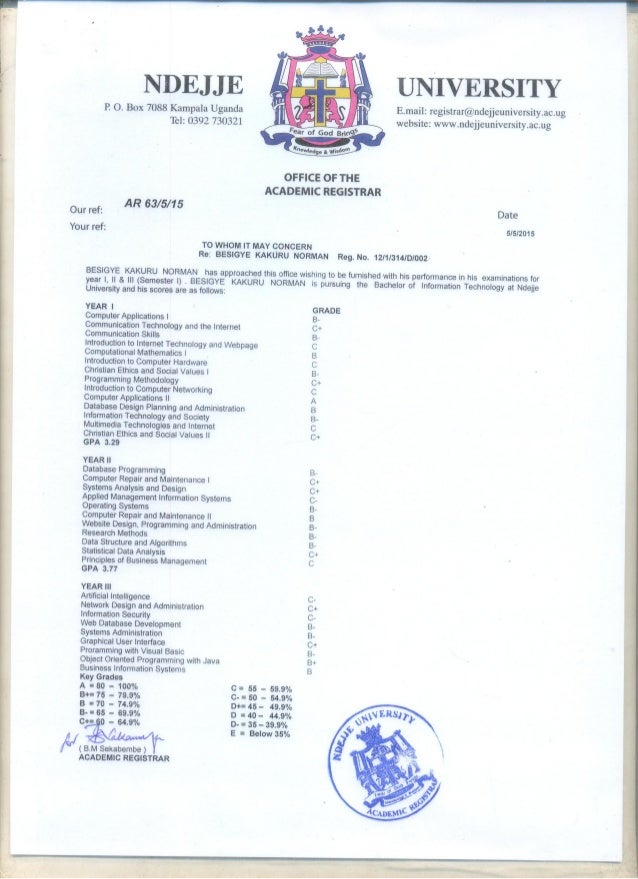 NDEJJE UNIVERSITY
P. O. Box 7088 Kampala Uganda
Tel: 0392 730321
E.mail: registrar@ndejjeuniversity.ac.ug
website: www.ndejjeuniversity.ac.ug
Fear of God Brings
Knowledge & Wisdom
OFFICE OF THE
ACADEMIC REGISTRAR
Our ref: AR 63/5/15
Date
Your ref:
5/5/2015
TO WHOM IT MAY CONCERN
Re: BESIGYE KAKURU NORMAN Reg. No. 12/1/314/D/002
BESIGYE KAKURU NORMAN has approached this office wishing to be furnished with his performance in his examinations for
year I, II & III (Semester I) . BESIGYE KAKURU NORMAN is pursuing the Bachelor of Information Technology at Ndejje
University and his scores are as follows:
YEAR I GRADE
Computer Applications I B-
Communication Technology and the Internet C+
Communication Skills B-
Introduction to Internet Technology and Webpage C
Computational Mathematics I B
Introduction to Computer Hardware C
Christian Ethics and Social Values I B-
Programming Methodology C+
Introduction to Computer Networking C
Computer Applications II A
Database Design Planning and Administration B
Information Technology and Society B-
Multimedia Technologies and Internet C
Christian Ethics and Social Values II C+
GPA 3.29
YEAR II
Database Programming B-
Computer Repair and Maintenance I C+
Systems Analysis and Design C+
Applied Management Information Systems C-
Operating Systems B-
Computer Repair and Maintenance II B
Website Design, Programming and Administration B-
Research Methods B-
Data Structure and Algorithms B-
Statistical Data Analysis C+
Principles of Business Management C
GPA 3.77
YEAR III
Artificial Intelligence C-
Network Design and Administration C+
Information Security C-
Web Database Development B-
Systems Administration B-
Graphical User Interface C+
Proramming with Visual Basic B-
Object Oriented Programming with Java B+
Business Information Systems B
Key Grades
A = 80 – 100% C = 55 – 59.9%
B+= 75 – 79.9% C- = 50 – 54.9%
B = 70 – 74.9% D+= 45 – 49.9%
B- = 65 – 69.9% D = 40 – 44.9%
C+= 60 – 64.9% D- = 35 – 39.9%
E = Below 35%
( B.M Sekabembe )
ACADEMIC REGISTRAR
NDEJJE UNIVERSITY
ACADEMIC REGISTRAR